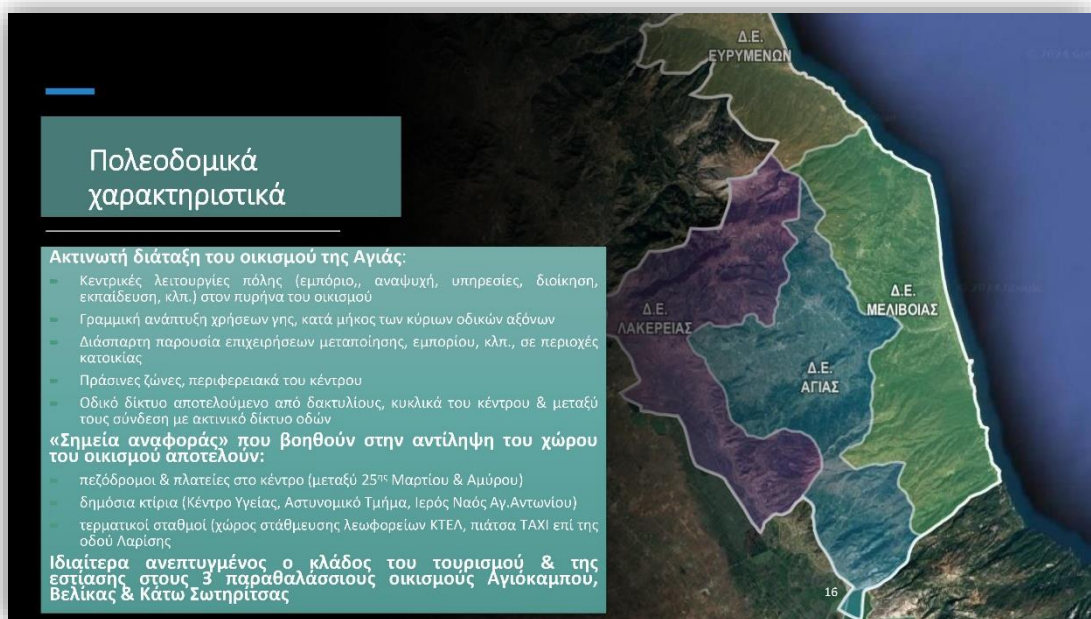 Πολεοδομικά
χαρακτηριστικά
Ακτινωτή διάταξη του οικισμού της Αγιάς:
Κεντρικές λειτουργίες πόλης (εμπόριο,, αναψυχή, υπηρεσίες, διοίκηση,
εκπαίδευση, κλπ.) στον πυρήνα του οικισμού
Γραμμική ανάπτυξη χρήσεων γης, κατά μήκος των κύριων οδικών αξόνων
Διάσπαρτη παρουσία επιχειρήσεων μεταποίησης, εμπορίου, κλπ., σε περιοχές
κατοικίας
Πράσινες ζώνες, περιφερειακά του κέντρου
Οδικό δίκτυο αποτελούμενο από δακτυλίους, κυκλικά του κέντρου & μεταξύ
τους σύνδεση με ακτινικό δίκτυο οδών
«Σημεία αναφοράς» που βοηθούν στην αντίληψη του χώρου
του οικισμού αποτελούν:
πεζόδρομοι & πλατείες στο κέντρο (μεταξύ 25ης Μαρτίου & Αμύρου)
δημόσια κτίρια (Κέντρο Υγείας, Αστυνομικό Τμήμα, Ιερός Ναός Αγ.Αντωνίου)
τερματικοί σταθμοί (χώρος στάθμευσης λεωφορείων ΚΤΕΛ, πιάτσα ΤΑΧΙ επί της
οδού Λαρίσης
Ιδιαίτερα ανεπτυγμένος ο κλάδος του τουρισμού & της
εστίασης στους 3 παραθαλάσσιους οικισμούς Αγιόκαμπου,
Βελίκας & Κάτω Σωτηρίτσας
Δ.Ε.
ΕΥΡΥΜΕΝΩΝ
Δ.Ε.
ΜΕΛΙΒΟΙΑΣ
Δ.Ε.
ΛΑΚΕΡΕΙΑΣ
Δ.Ε.
ΑΓΙΑΣ
16